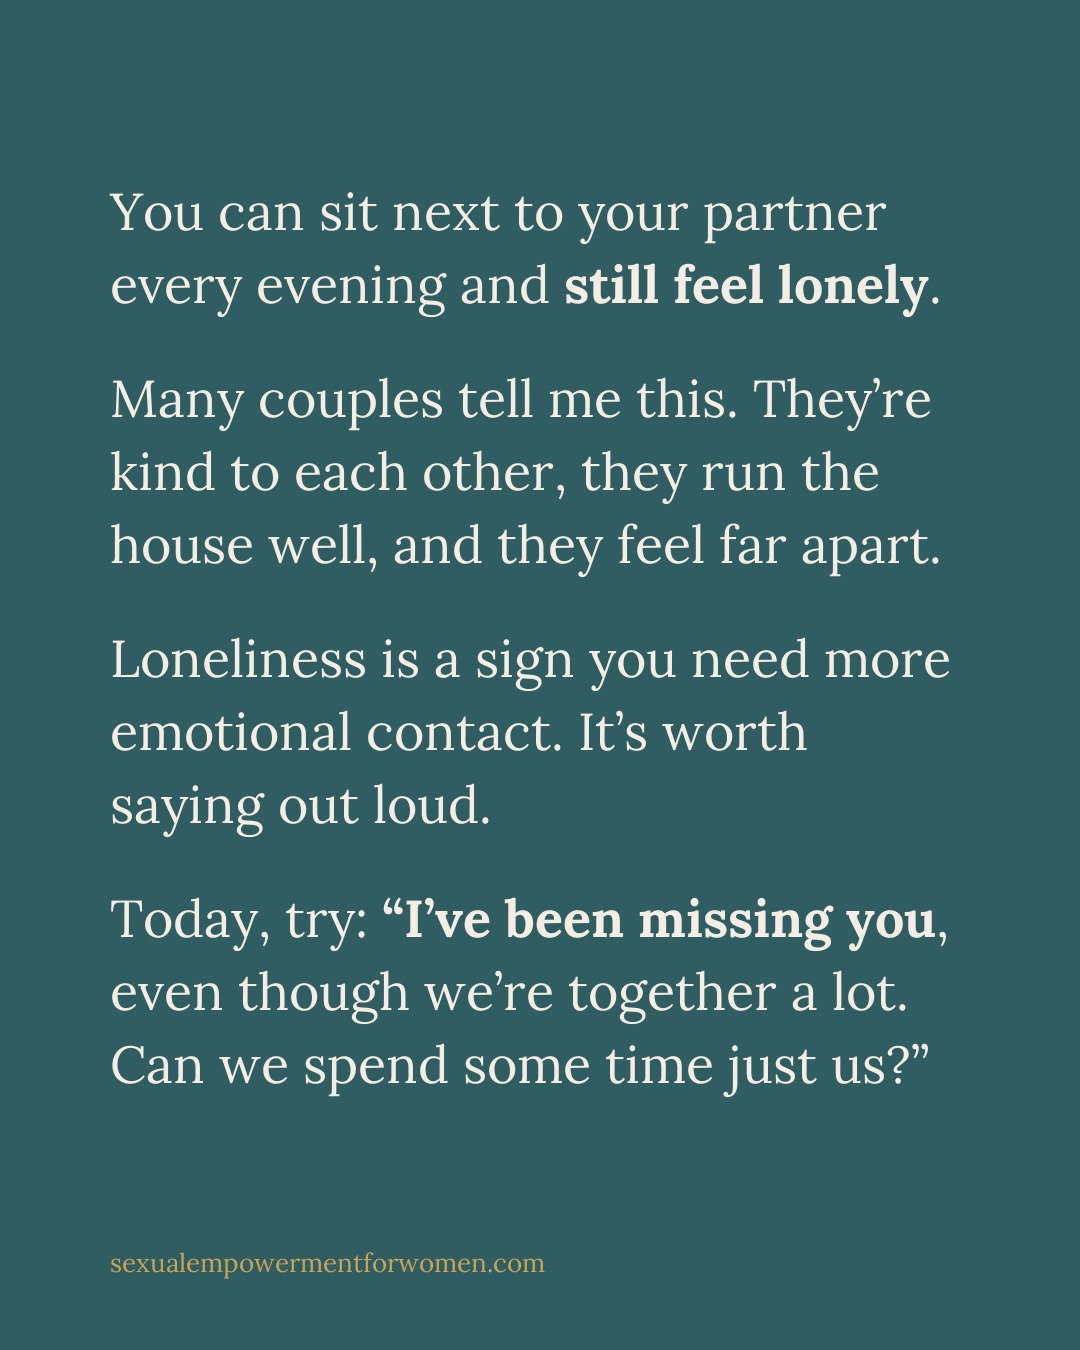 You can sit next to your partner
every evening and still feel lonely.
Many couples tell me this. They’re
kind to each other, they run the
house well, and they feel far apart.
Loneliness is a sign you need more
emotional contact. It’s worth
saying out loud.
Today, try: “I’ve been missing you,
even though we’re together a lot.
Can we spend some time just us?”
sexualempowermentforwomen.com